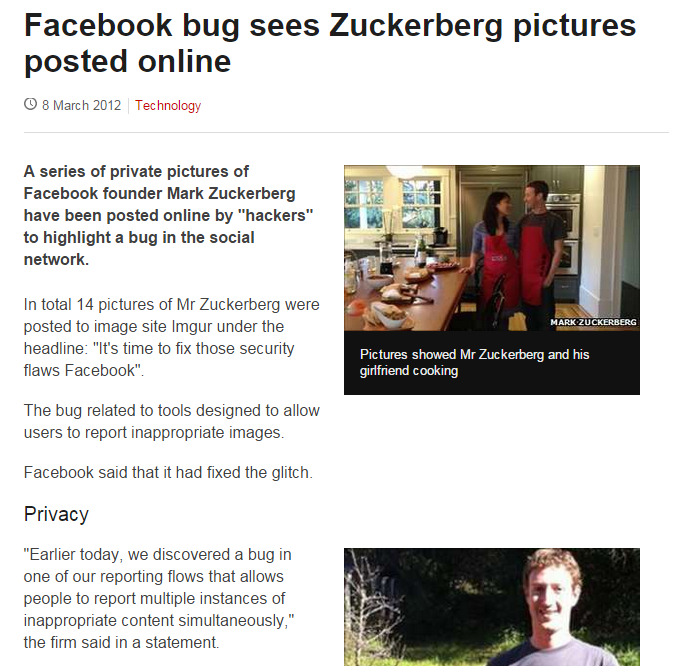 Facebook bug sees Zuckerberg pictures
posted online
8 March 2012 Technology
A series of private pictures of
Facebook founder Mark Zuckerberg
have been posted online by "hackers"
to highlight a bug in the social
network.
MARK ZUCKERBERG
Pictures showed Mr Zuckerberg and his
girlfriend cooking
In total 14 pictures of Mr Zuckerberg were
posted to image site Imgur under the
headline: "It's time to fix those security
flaws Facebook".
The bug related to tools designed to allow
users to report inappropriate images.
Facebook said that it had fixed the glitch.
Privacy
"Earlier today, we discovered a bug in
one of our reporting flows that allows
people to report multiple instances of
inappropriate content simultaneously,"
the firm said in a statement.